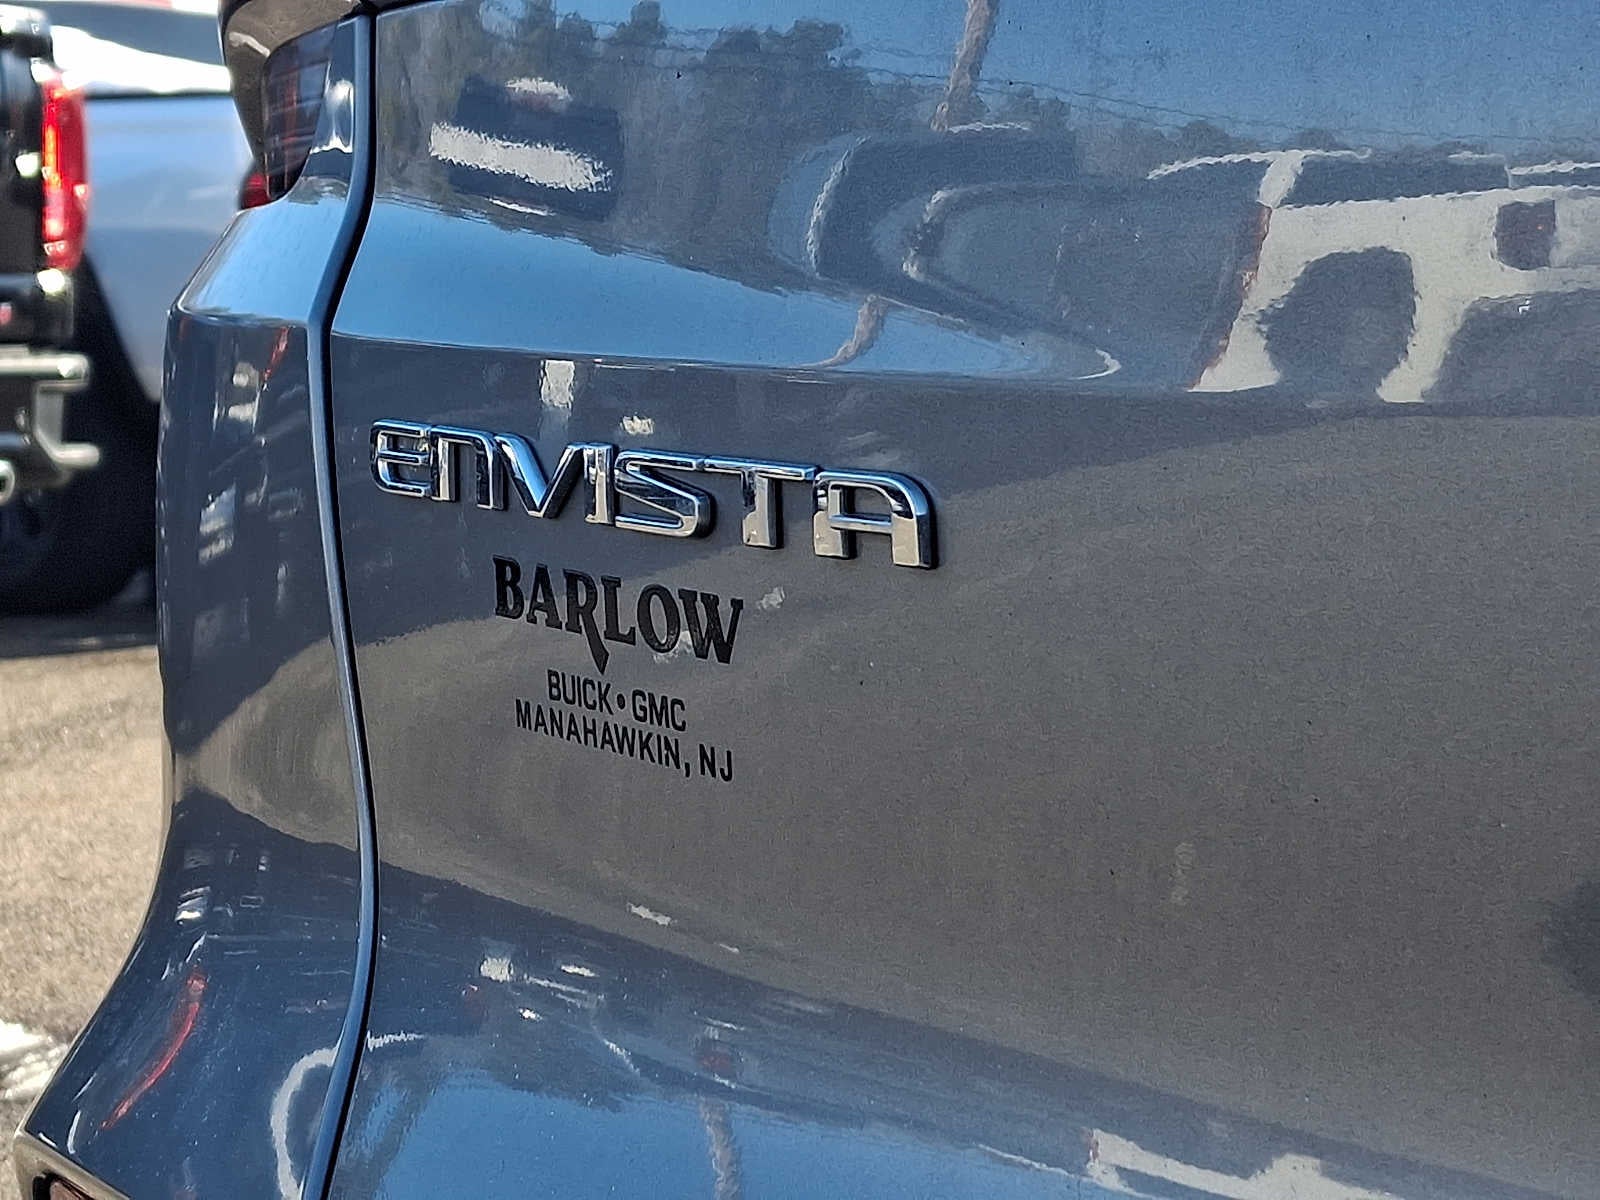 ENVISTA
BARLOW
BUICK • GMC
MANAHAWKIN, NJ